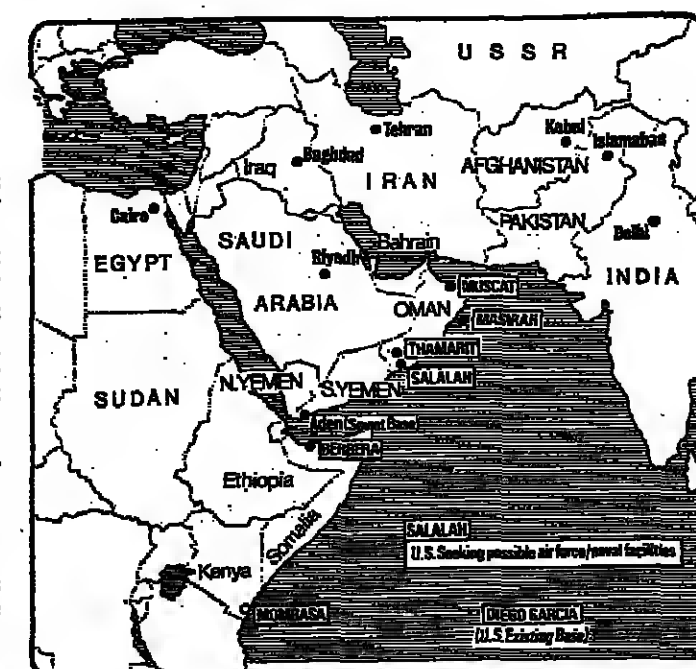 U S S R
Tehran
Kabul
Islamabad
Baghdad
Iraq
AFGHANISTAN
IRAN
Cairo
PAKISTAN
Delhi
SAUDI
Bahrain
Riyadh
EGYPT
INDIA
MUSCAT
ARABIA
OMAN
MASIRAH
THAMARIT
SALALAH
N.YEMEN
S.YEMEN
SUDAN
Aden (Soviet Base)
BERBERA
Ethiopia
SALALAH
U.S. Seeking possible air force/naval facilities
Somalia
Kenya
MOMBASA
DIEGO GARCIA
(U.S. Existing Base)